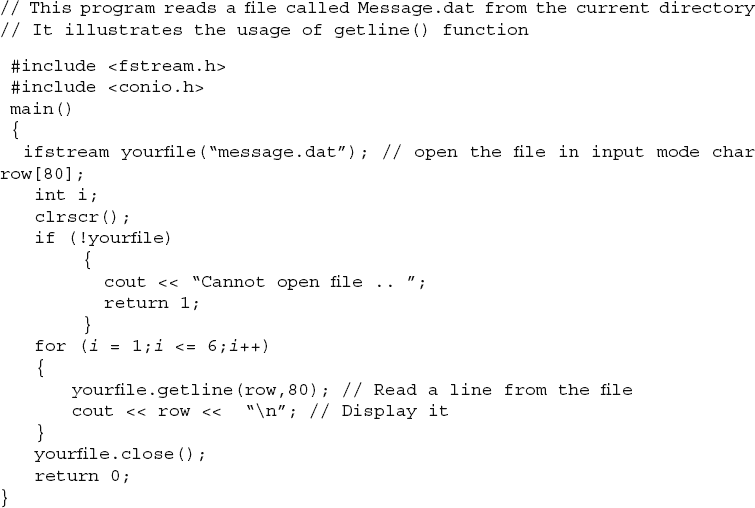 // This program reads a file called Message.dat from the current directory
// It illustrates the usage of getline() function
#include <fstream.h>
#include <conio.h>
main()
{
ifstream yourfile(“message.dat”); // open the file in input mode char
row[80];
int i;
clrscr();
if (!yourfile)
{
cout << “Cannot open file .. ”;
return 1;
}
for (i = 1;i <= 6;i++)
{
yourfile.getline(row,80); // Read a line from the file
cout << row << “\n”; // Display it
}
yourfile.close();
return 0;
}